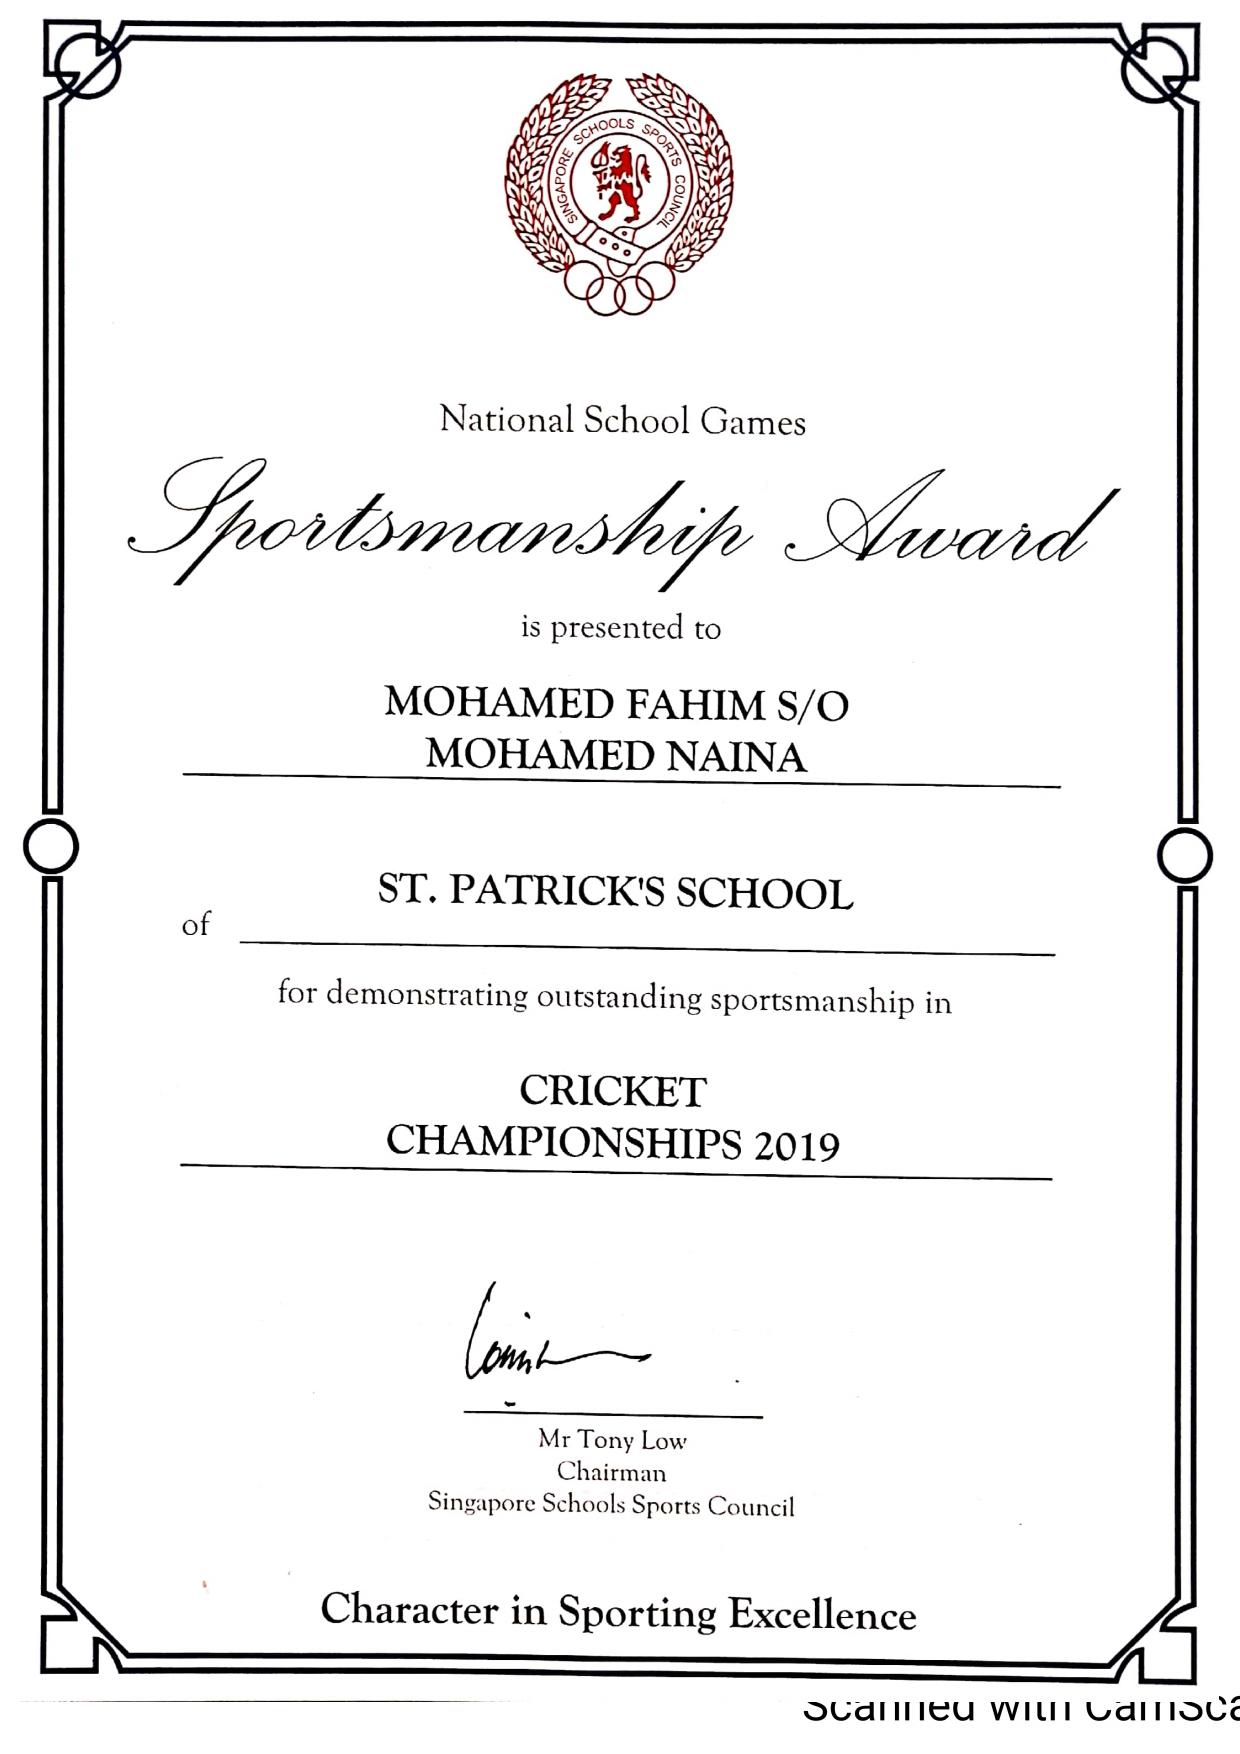 SINGAPORE SCHOOLS SPORTS COUNCIL
National School Games
Sportsmanship Award
is presented to
MOHAMED FAHIM S/O
MOHAMED NAINA
ST. PATRICK'S SCHOOL
of
for demonstrating outstanding sportsmanship in
CRICKET
CHAMPIONSHIPS 2019
Mr Tony Low
Chairman
Singapore Schools Sports Council
Character in Sporting Excellence
Scanned with CamSca